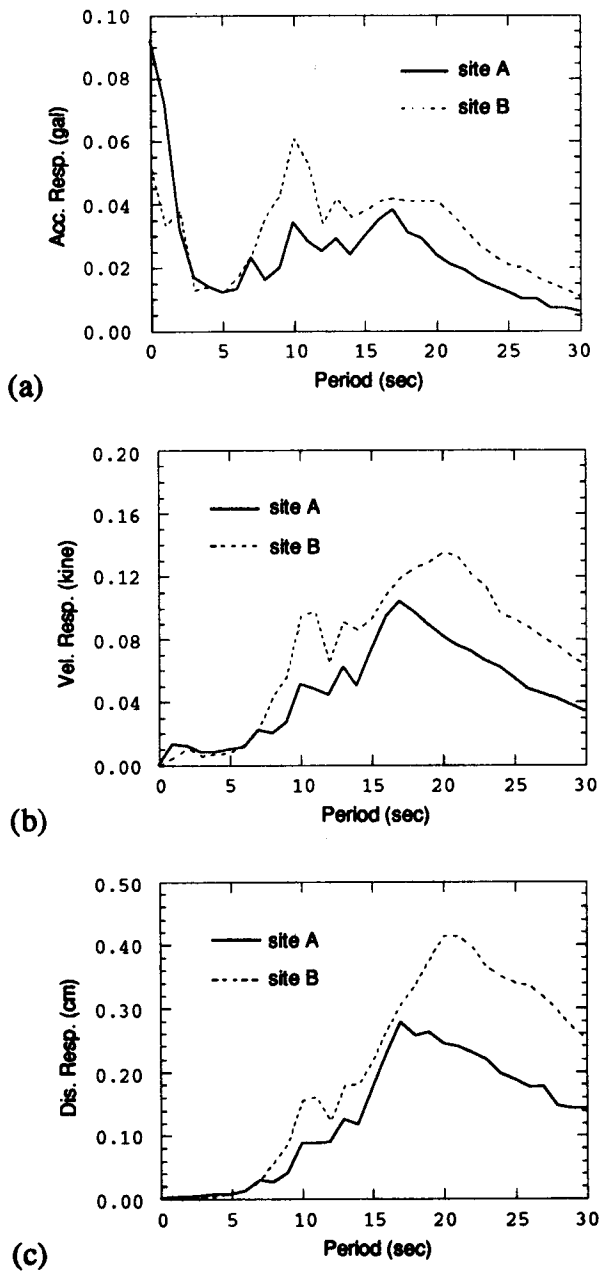 0.10
0.08
0.06
0.04
0.02
0.00
Acc. Resp. (gal)
site A
site B
0 5 10 15 20 25 30
Period (sec)
(a)
0.20
0.16
0.12
0.08
0.04
0.00
Vel. Resp. (kine)
site A
site B
0 5 10 15 20 25 30
Period (sec)
(b)
0.50
0.40
0.30
0.20
0.10
0.00
Dis. Resp. (cm)
site A
site B
0 5 10 15 20 25 30
Period (sec)
(c)